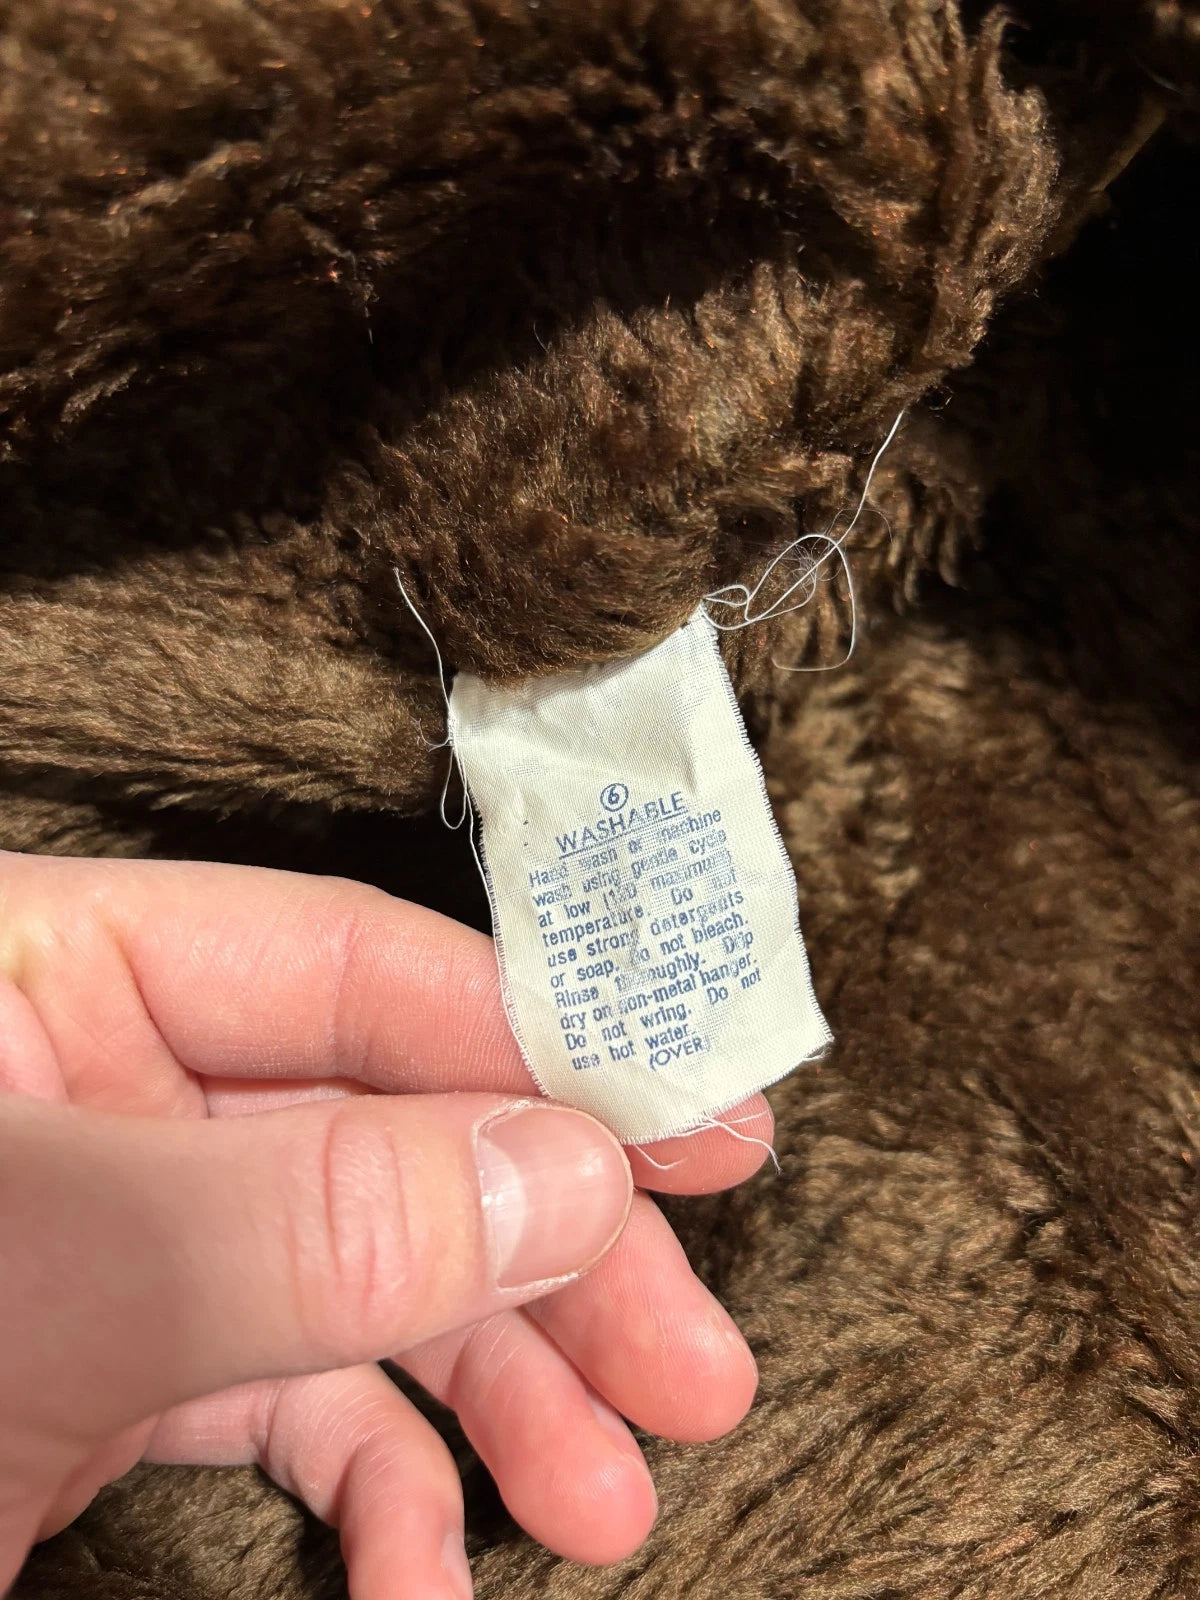 6
WASHABLE
Hand wash or machine
wash using gentle cycle
at low (120 maximum)
temperature. Do not
use strong detergents
or soap. Do not bleach.
Rinse thoroughly. Drip
dry on non-metal hanger.
Do not wring. Do not
use hot water.
(OVER)